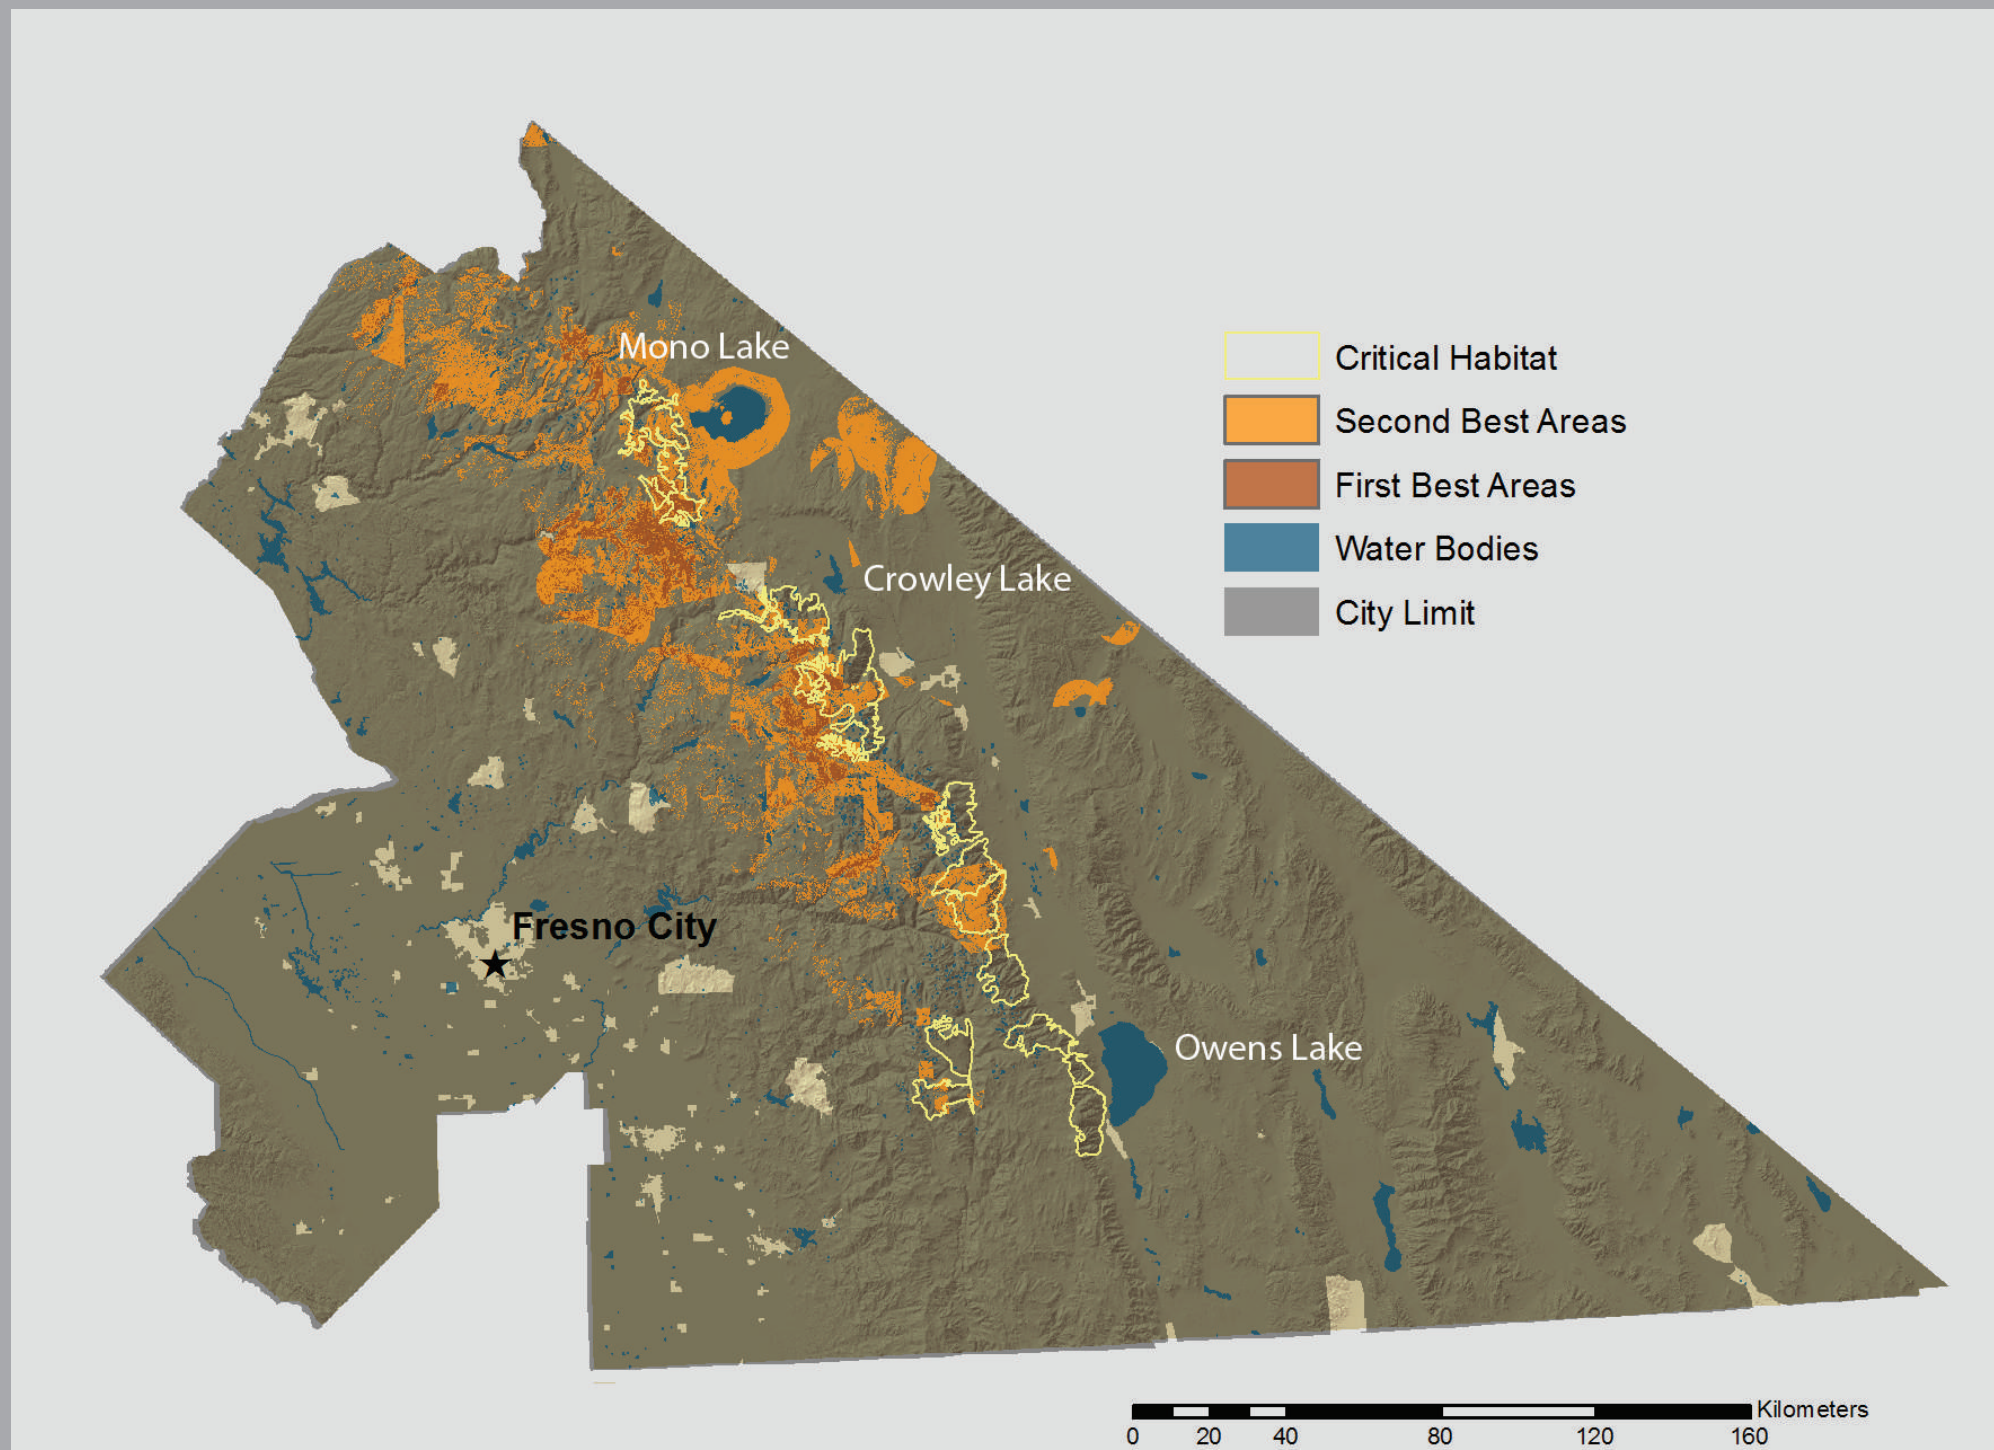 Mono Lake
Critical Habitat
Second Best Areas
First Best Areas
Water Bodies
City Limit
Crowley Lake
Fresno City
Owens Lake
Kilometers
0 20 40 80 120 160